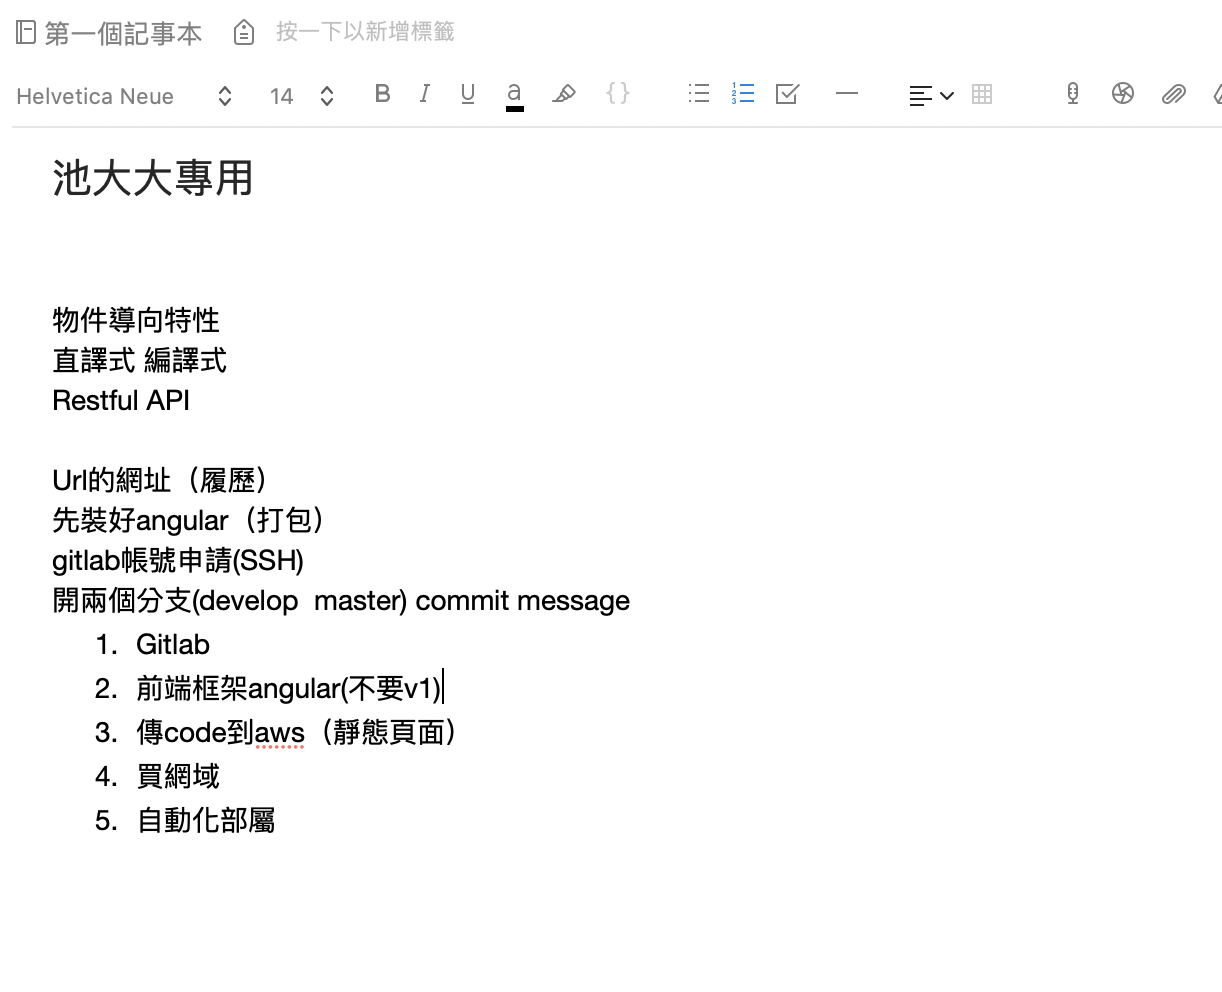 第一個記事本 按一下以新增標籤
Helvetica Neue 14 B I U a {}
池大大專用
物件導向特性
直譯式 編譯式
Restful API
Url的網址（履歷）
先裝好angular（打包）
gitlab帳號申請(SSH)
開兩個分支(develop  master) commit message
1. Gitlab
2. 前端框架angular(不要v1)
3. 傳code到aws（靜態頁面）
4. 買網域
5. 自動化部屬